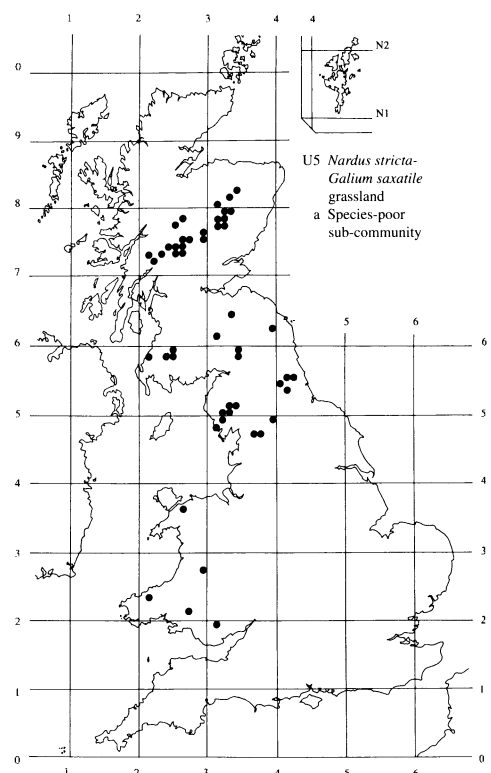 1 2 3 4 4
N2
0
N1
9
U5 Nardus stricta-
Galium saxatile
grassland
8
a Species-poor
sub-community
7
5 6
6 6
5 5
4 4
3 3
2 2
1 1
0 0
1 2 3 4 5 6